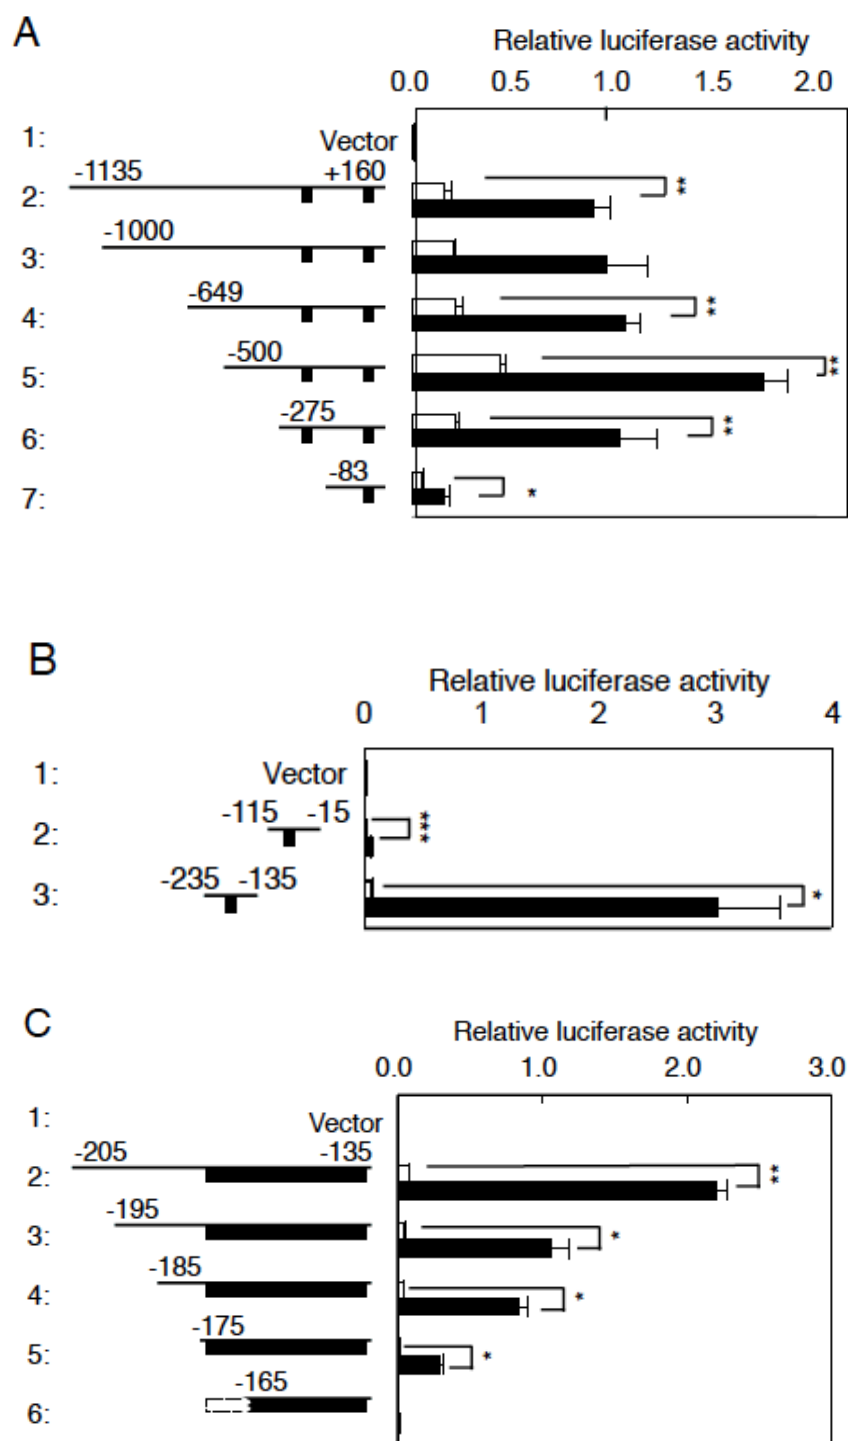 A
Relative luciferase activity
0.0 0.5 1.0 1.5 2.0
1: Vector
-1135 +160
2: **
-1000
3:
-649
4: **
-500
5: **
-275
6: **
-83
7: *
B
Relative luciferase activity
0 1 2 3 4
1: Vector
-115 -15
2: ***
-235 -135
3: *
C
Relative luciferase activity
0.0 1.0 2.0 3.0
1: Vector
-205 -135
2: **
-195
3: *
-185
4: *
-175
5: *
-165
6: